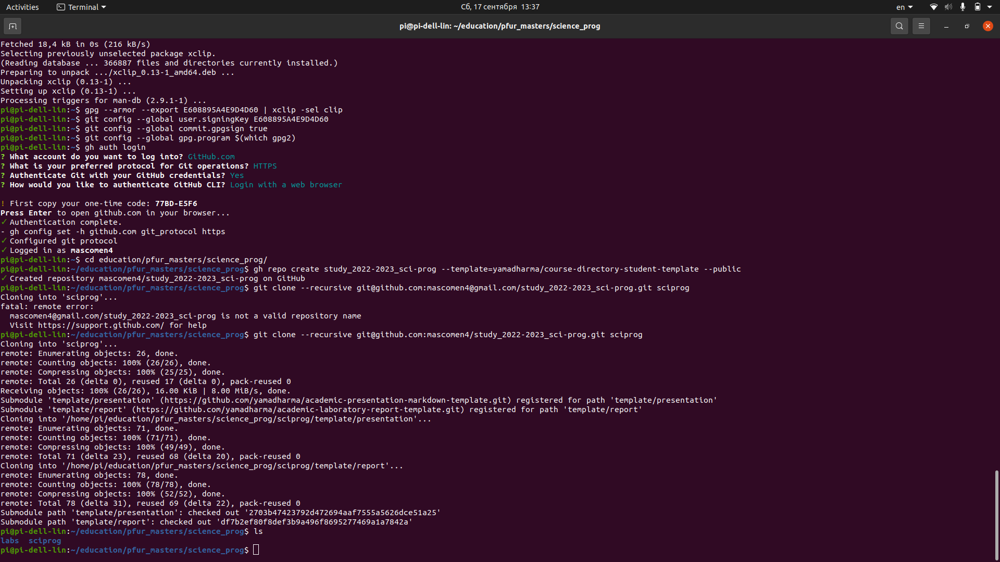 Activities
Terminal
Сб, 17 сентября 13:37
en
pi@pi-dell-lin: ~/education/pfur_masters/science_prog
Fetched 18,4 kB in 0s (216 kB/s)
Selecting previously unselected package xclip.
(Reading database ... 366887 files and directories currently installed.)
Preparing to unpack .../xclip_0.13-1_amd64.deb ...
Unpacking xclip (0.13-1) ...
Setting up xclip (0.13-1) ...
Processing triggers for man-db (2.9.1-1) ...
pi@pi-dell-lin:~$ gpg --armor --export E608895A4E9D4D60 | xclip -sel clip
pi@pi-dell-lin:~$ git config --global user.signingKey E608895A4E9D4D60
pi@pi-dell-lin:~$ git config --global commit.gpgsign true
pi@pi-dell-lin:~$ git config --global gpg.program $(which gpg2)
pi@pi-dell-lin:~$ gh auth login
? What account do you want to log into? GitHub.com
? What is your preferred protocol for Git operations? HTTPS
? Authenticate Git with your GitHub credentials? Yes
? How would you like to authenticate GitHub CLI? Login with a web browser
! First copy your one-time code: 77BD-E5F6
Press Enter to open github.com in your browser...
✓ Authentication complete.
- gh config set -h github.com git_protocol https
✓ Configured git protocol
✓ Logged in as mascomen4
pi@pi-dell-lin:~$ cd education/pfur_masters/science_prog/
pi@pi-dell-lin:~/education/pfur_masters/science_prog$ gh repo create study_2022-2023_sci-prog --template=yamadharma/course-directory-student-template --public
✓ Created repository mascomen4/study_2022-2023_sci-prog on GitHub
pi@pi-dell-lin:~/education/pfur_masters/science_prog$ git clone --recursive git@github.com:mascomen4@gmail.com/study_2022-2023_sci-prog.git sciprog
Cloning into 'sciprog'...
fatal: remote error:
mascomen4@gmail.com/study_2022-2023_sci-prog is not a valid repository name
Visit https://support.github.com/ for help
pi@pi-dell-lin:~/education/pfur_masters/science_prog$ git clone --recursive git@github.com:mascomen4/study_2022-2023_sci-prog.git sciprog
Cloning into 'sciprog'...
remote: Enumerating objects: 26, done.
remote: Counting objects: 100% (26/26), done.
remote: Compressing objects: 100% (25/25), done.
remote: Total 26 (delta 0), reused 17 (delta 0), pack-reused 0
Receiving objects: 100% (26/26), 16.00 KiB | 8.00 MiB/s, done.
Submodule 'template/presentation' (https://github.com/yamadharma/academic-presentation-markdown-template.git) registered for path 'template/presentation'
Submodule 'template/report' (https://github.com/yamadharma/academic-laboratory-report-template.git) registered for path 'template/report'
Cloning into '/home/pi/education/pfur_masters/science_prog/sciprog/template/presentation'...
remote: Enumerating objects: 71, done.
remote: Counting objects: 100% (71/71), done.
remote: Compressing objects: 100% (49/49), done.
remote: Total 71 (delta 23), reused 68 (delta 20), pack-reused 0
Cloning into '/home/pi/education/pfur_masters/science_prog/sciprog/template/report'...
remote: Enumerating objects: 78, done.
remote: Counting objects: 100% (78/78), done.
remote: Compressing objects: 100% (52/52), done.
remote: Total 78 (delta 31), reused 69 (delta 22), pack-reused 0
Submodule path 'template/presentation': checked out '2703b47423792d472694aaf7555a5626dce51a25'
Submodule path 'template/report': checked out 'df7b2ef80f8def3b9a496f8695277469a1a7842a'
pi@pi-dell-lin:~/education/pfur_masters/science_prog$ ls
labs sciprog
pi@pi-dell-lin:~/education/pfur_masters/science_prog$